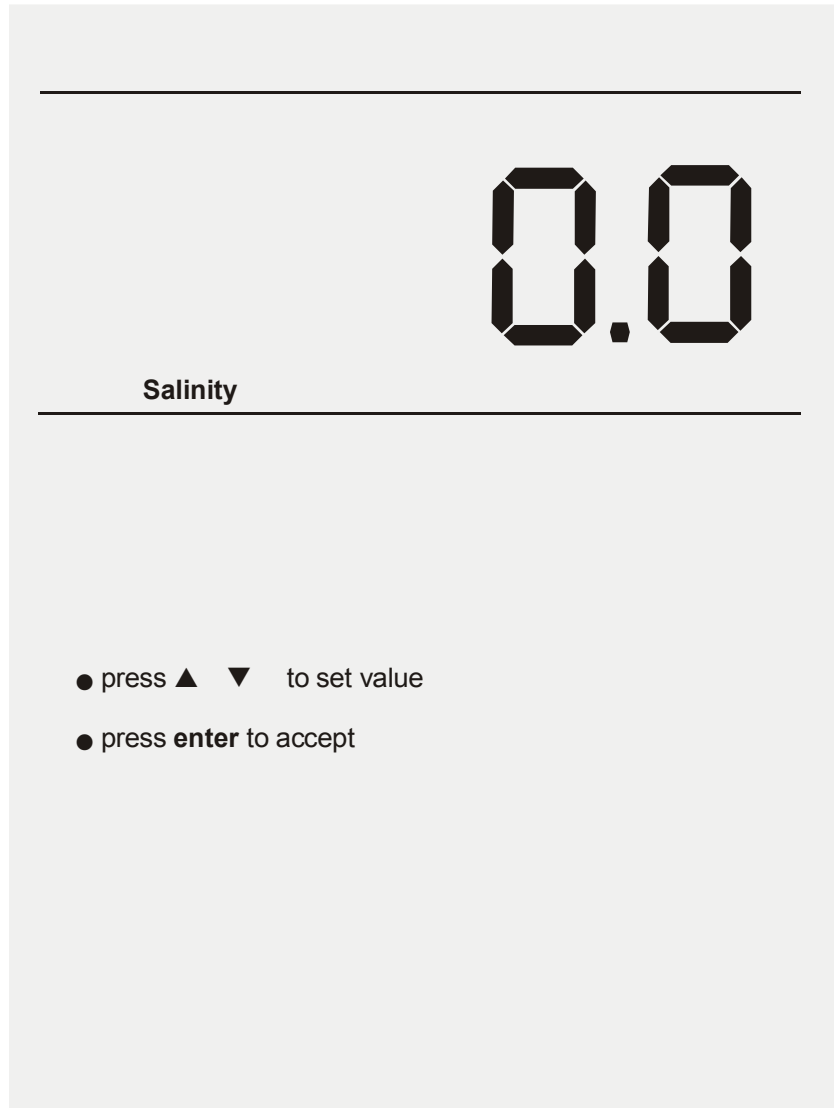 0.0
Salinity
● press ▲ ▼ to set value
● press enter to accept